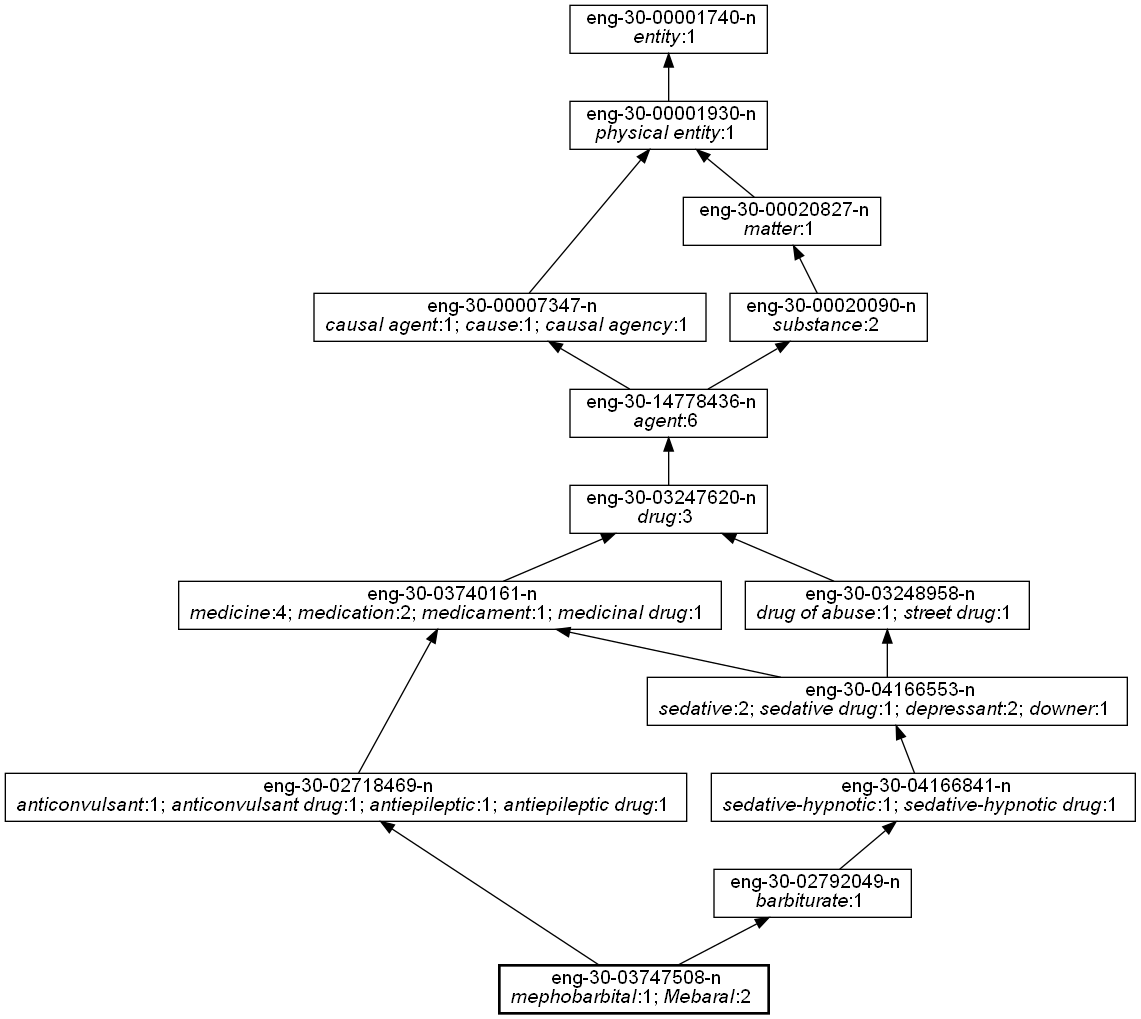 eng-30-00001740-n
entity:1
eng-30-00001930-n
physical entity:1
eng-30-00020827-n
matter:1
eng-30-00007347-n
causal agent:1; cause:1; causal agency:1
eng-30-00020090-n
substance:2
eng-30-14778436-n
agent:6
eng-30-03247620-n
drug:3
eng-30-03740161-n
medicine:4; medication:2; medicament:1; medicinal drug:1
eng-30-03248958-n
drug of abuse:1; street drug:1
eng-30-04166553-n
sedative:2; sedative drug:1; depressant:2; downer:1
eng-30-02718469-n
anticonvulsant:1; anticonvulsant drug:1; antiepileptic:1; antiepileptic drug:1
eng-30-04166841-n
sedative-hypnotic:1; sedative-hypnotic drug:1
eng-30-02792049-n
barbiturate:1
eng-30-03747508-n
mephobarbital:1; Mebaral:2